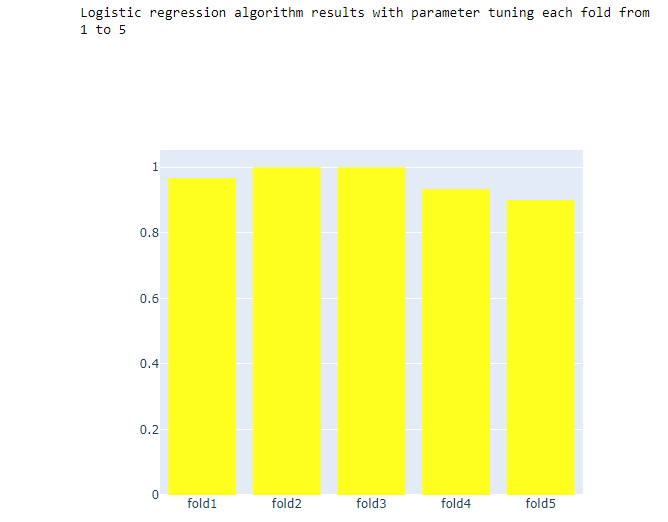 Logistic regression algorithm results with parameter tuning each fold from
1 to 5
1
0.8
0.6
0.4
0.2
0
fold1 fold2 fold3 fold4 fold5